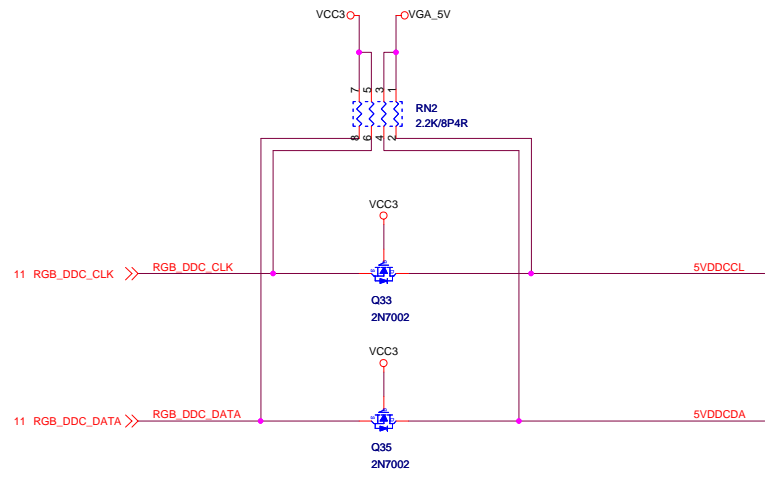 VCC3 VGA_5V
7 5 3 1
RN2
2.2K/8P4R
8 6 4 2
VCC3
11 RGB_DDC_CLK RGB_DDC_CLK 5VDDCCL
Q33
2N7002
VCC3
11 RGB_DDC_DATA RGB_DDC_DATA 5VDDCDA
Q35
2N7002